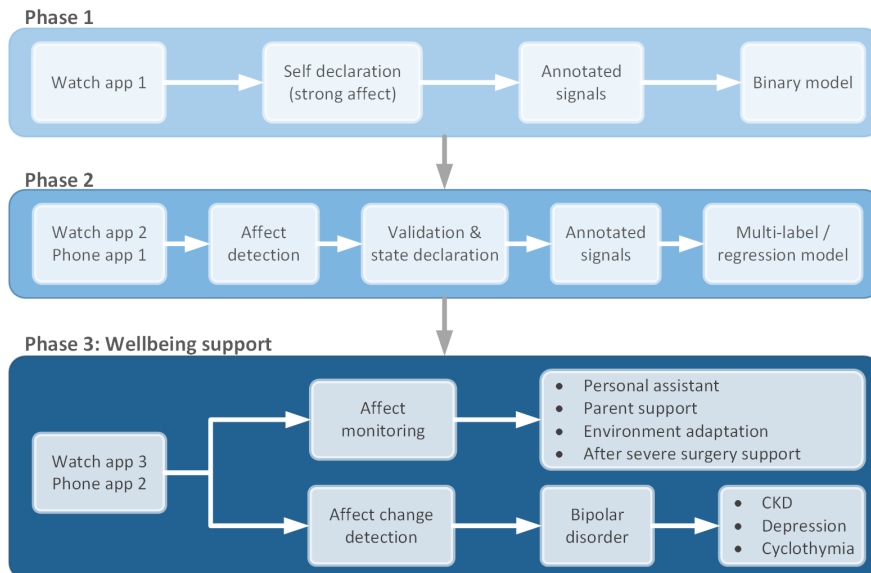 Phase 1
Watch app 1
Self declaration
(strong affect)
Annotated
signals
Binary model
Phase 2
Watch app 2
Phone app 1
Affect
detection
Validation &
state declaration
Annotated
signals
Multi-label /
regression model
Phase 3: Wellbeing support
Watch app 3
Phone app 2
Affect
monitoring
• Personal assistant
• Parent support
• Environment adaptation
• After severe surgery support
Affect change
detection
Bipolar
disorder
• CKD
• Depression
• Cyclothymia